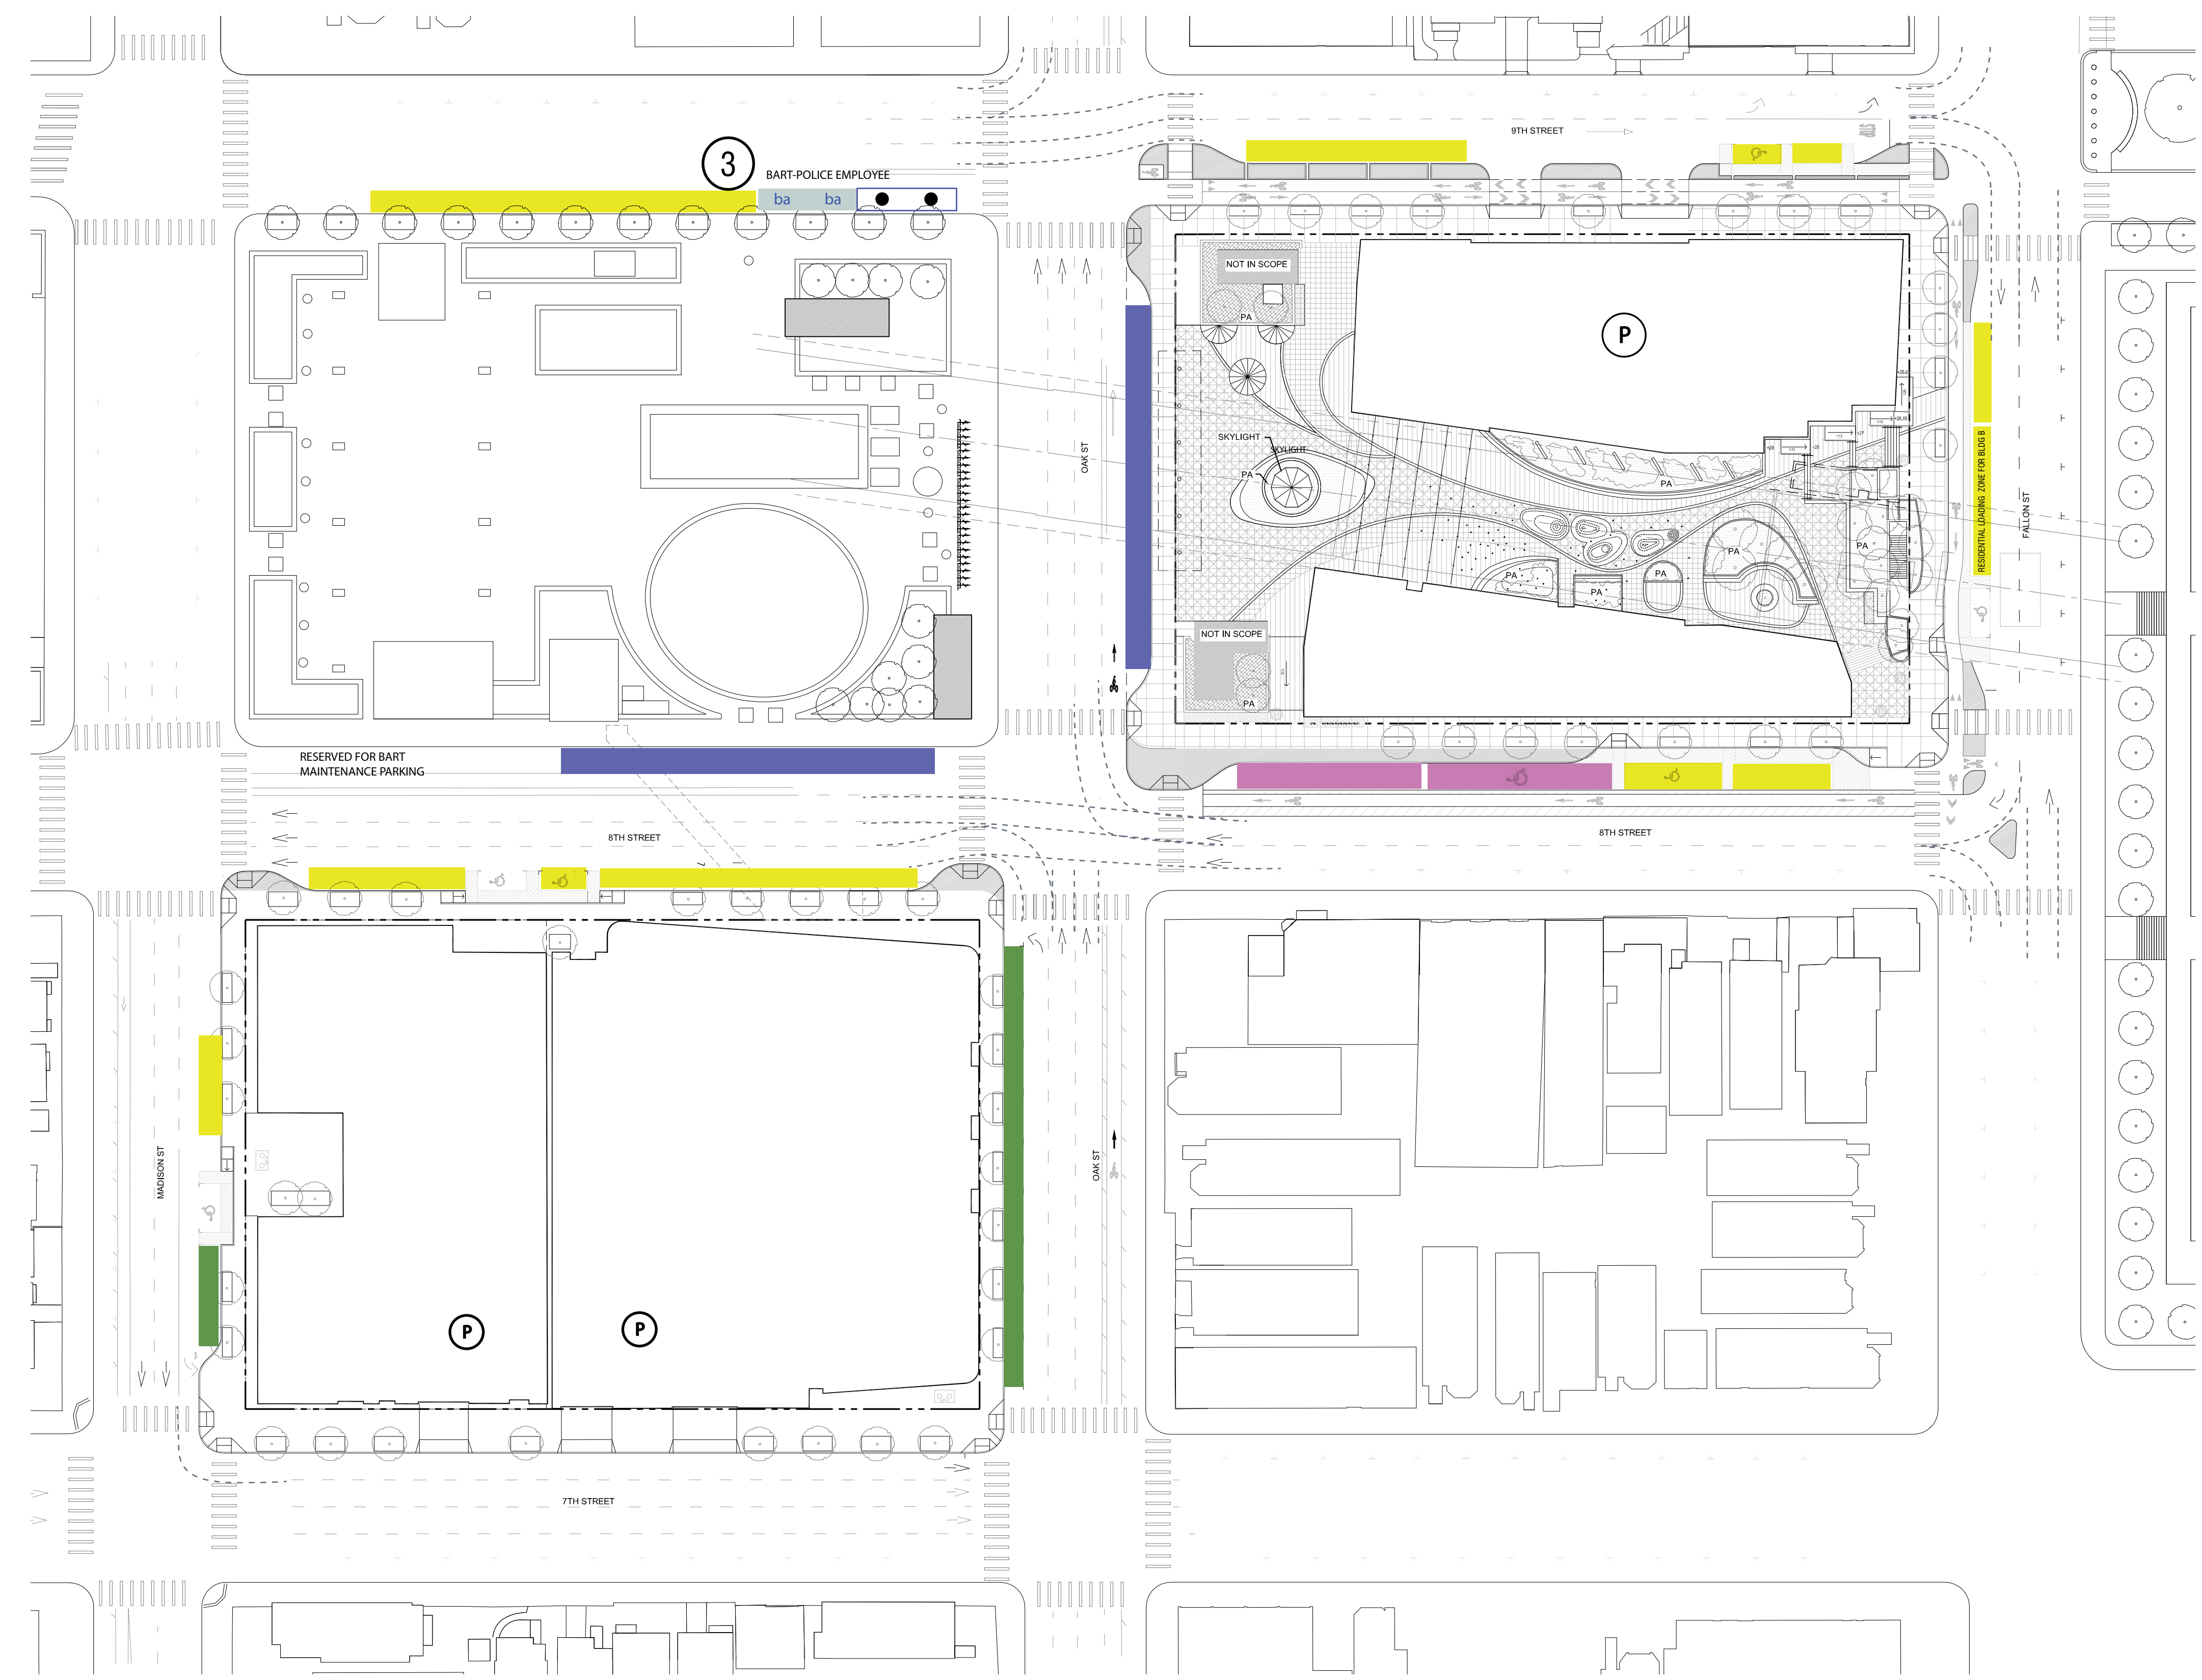 9TH STREET
3
BART-POLICE EMPLOYEE
ba
ba
NOT IN SCOPE
PA
P
SKYLIGHT
SKYLIGHT
PA
PA
OAK ST
RESIDENTIAL LOADING ZONE FOR BLDG B
FALLON ST
PA
PA
PA
PA
PA
NOT IN SCOPE
PA
RESERVED FOR BART
MAINTENANCE PARKING
8TH STREET
8TH STREET
MADISON ST
OAK ST
P
P
7TH STREET